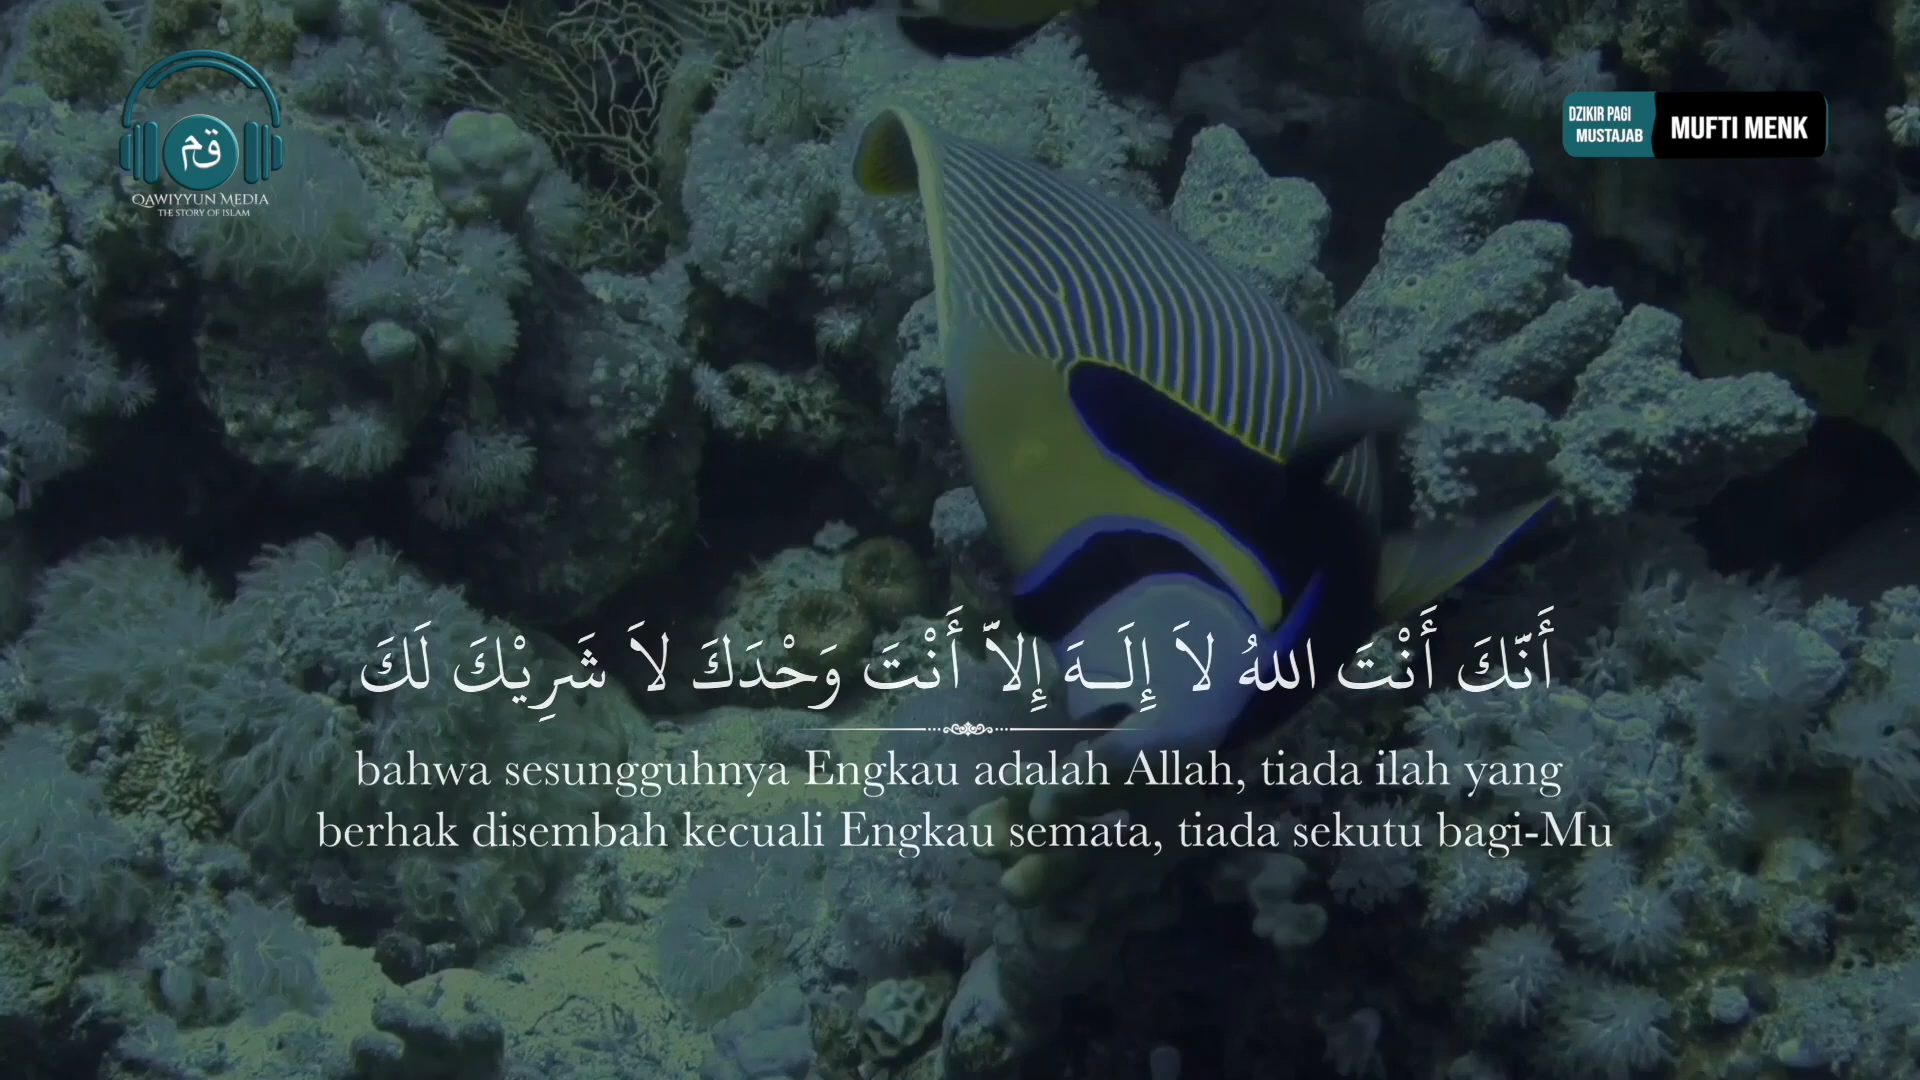 قم
QAWIYYUN MEDIA
THE STORY OF ISLAM
DZIKIR PAGI
MUSTAJAB
MUFTI MENK
أَنَّكَ أَنْتَ اللهُ لاَ إِلَـهَ إِلاَّ أَنْتَ وَحْدَكَ لاَ شَرِيْكَ لَكَ
bahwa sesungguhnya Engkau adalah Allah, tiada ilah yang
berhak disembah kecuali Engkau semata, tiada sekutu bagi-Mu